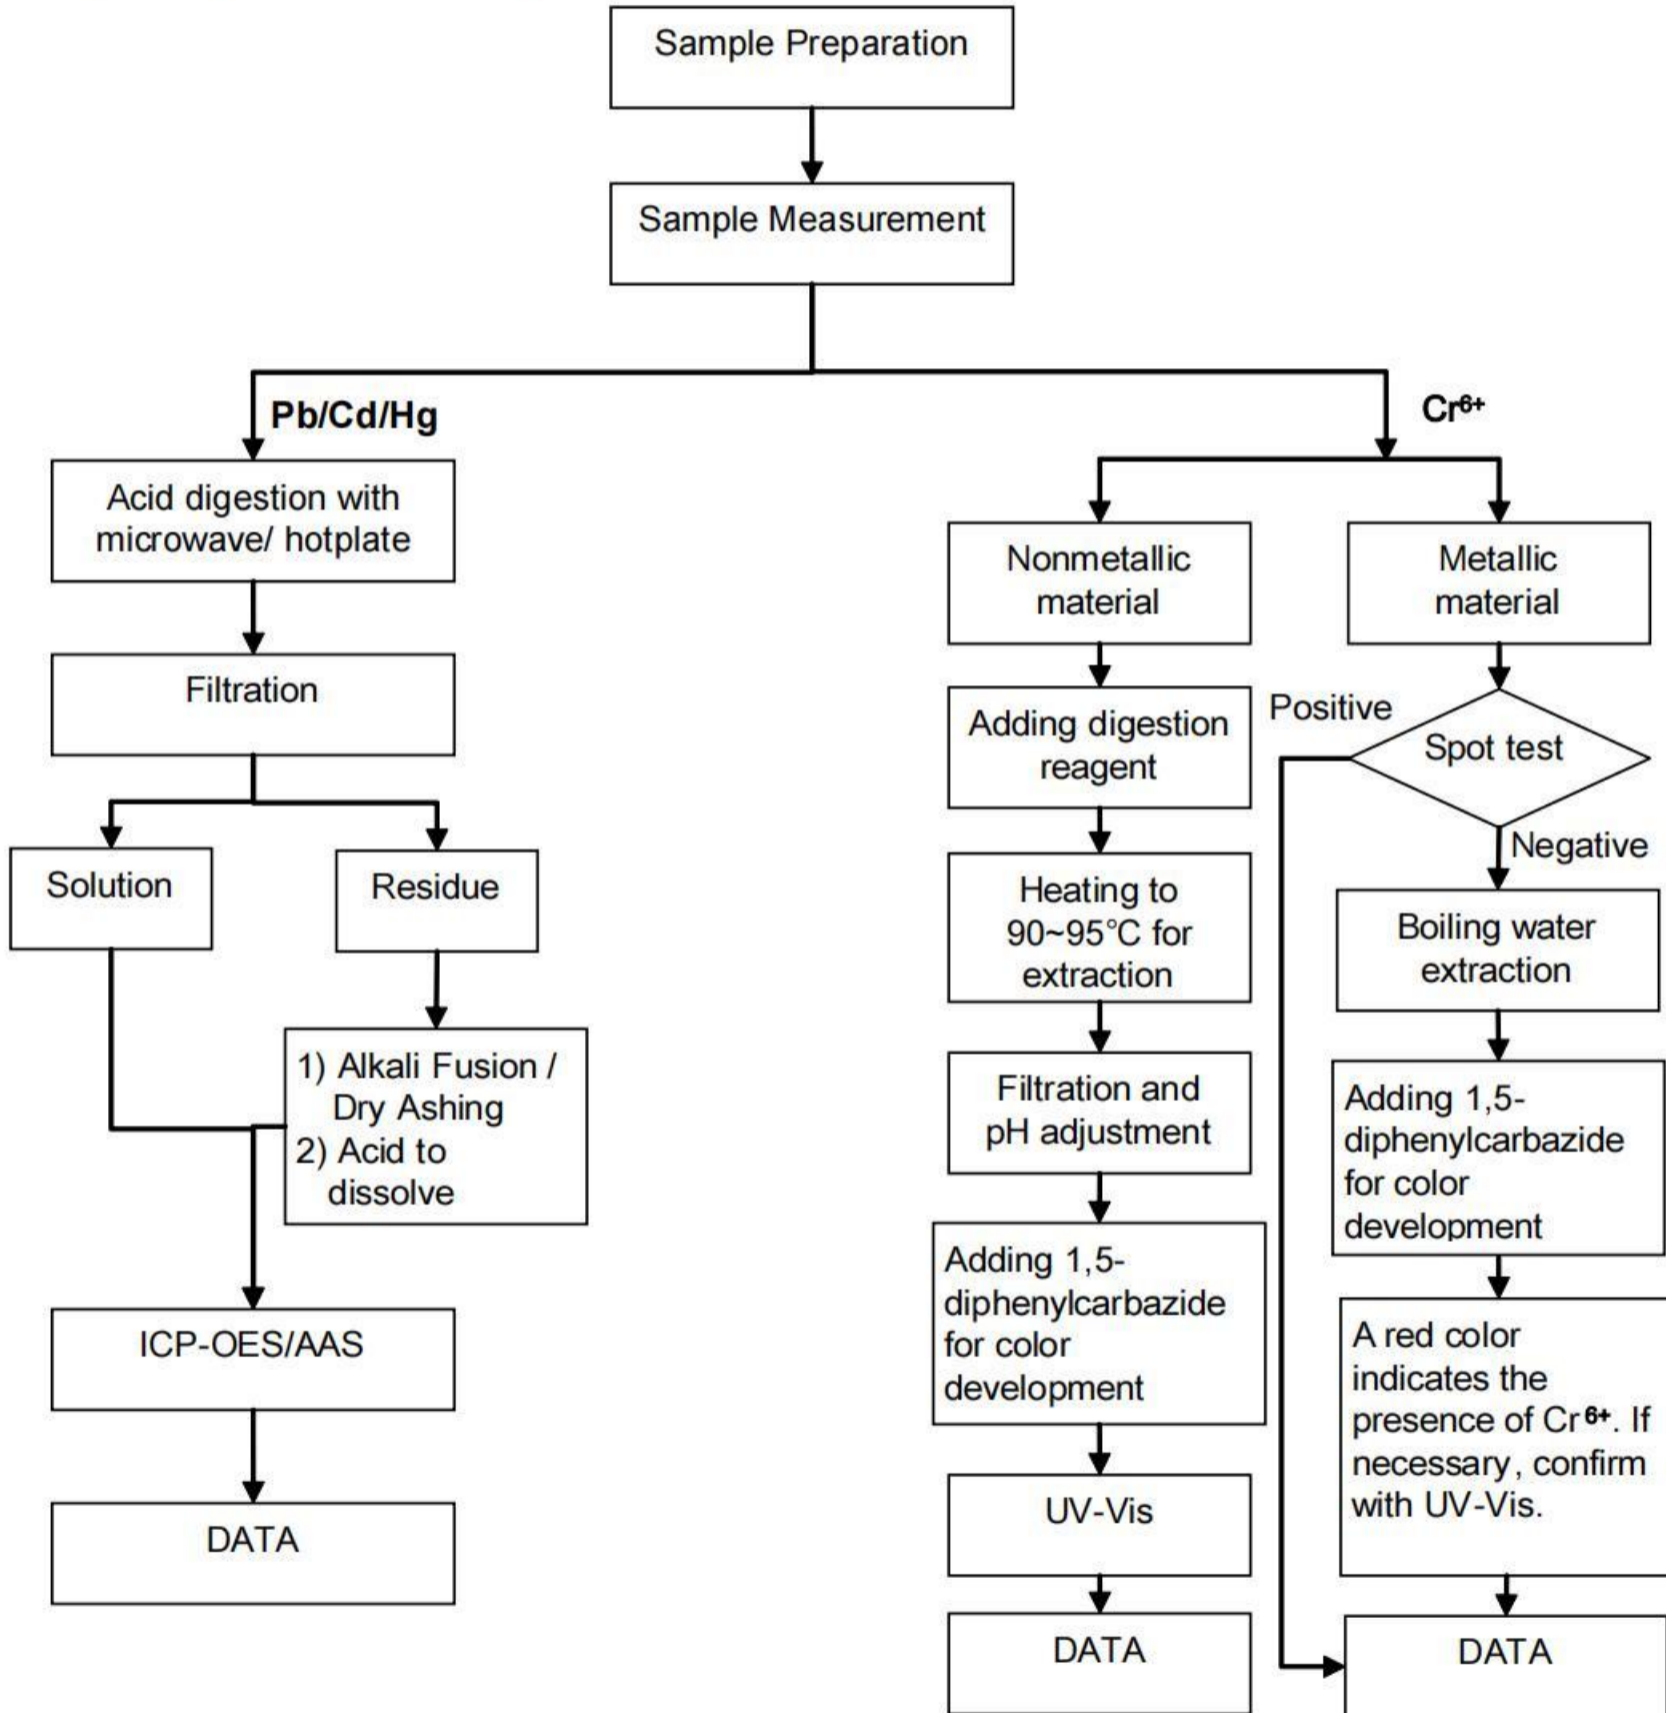 Sample Preparation
Sample Measurement
Pb/Cd/Hg
Cr⁶⁺
Acid digestion with
microwave/ hotplate
Filtration
Solution
Residue
1) Alkali Fusion /
Dry Ashing
2) Acid to
dissolve
ICP-OES/AAS
DATA
Nonmetallic
material
Adding digestion
reagent
Heating to
90~95°C for
extraction
Filtration and
pH adjustment
Adding 1,5-
diphenylcarbazide
for color
development
UV-Vis
DATA
Metallic
material
Positive
Spot test
Negative
Boiling water
extraction
Adding 1,5-
diphenylcarbazide
for color
development
A red color
indicates the
presence of Cr⁶⁺. If
necessary, confirm
with UV-Vis.
DATA